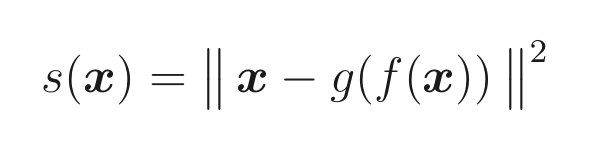 s(𝒙) = ‖ 𝒙 − g(f(𝒙)) ‖²